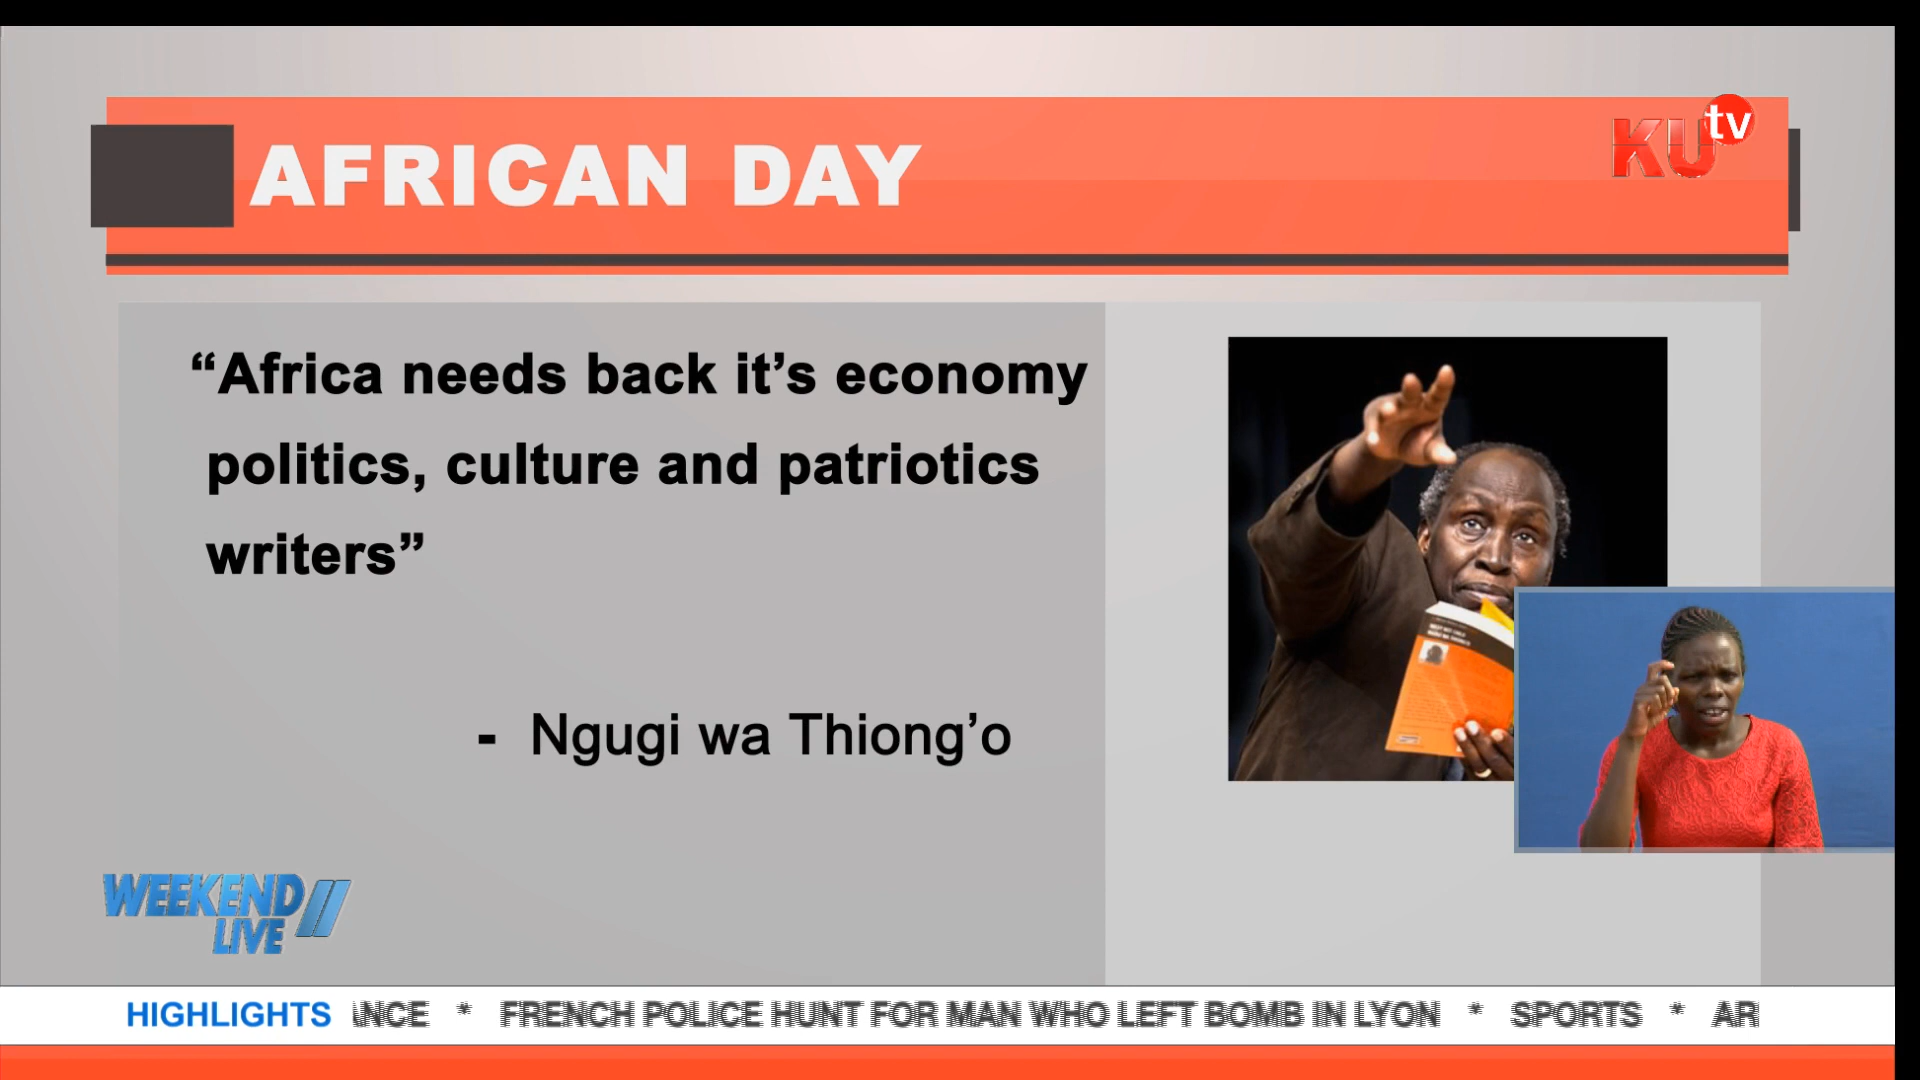 AFRICAN DAY
KU tv
“Africa needs back it’s economy
politics, culture and patriotics
writers”
- Ngugi wa Thiong’o
WEEKEND
LIVE
HIGHLIGHTS
FRENCH POLICE HUNT FOR MAN WHO LEFT BOMB IN LYON * SPORTS * AR